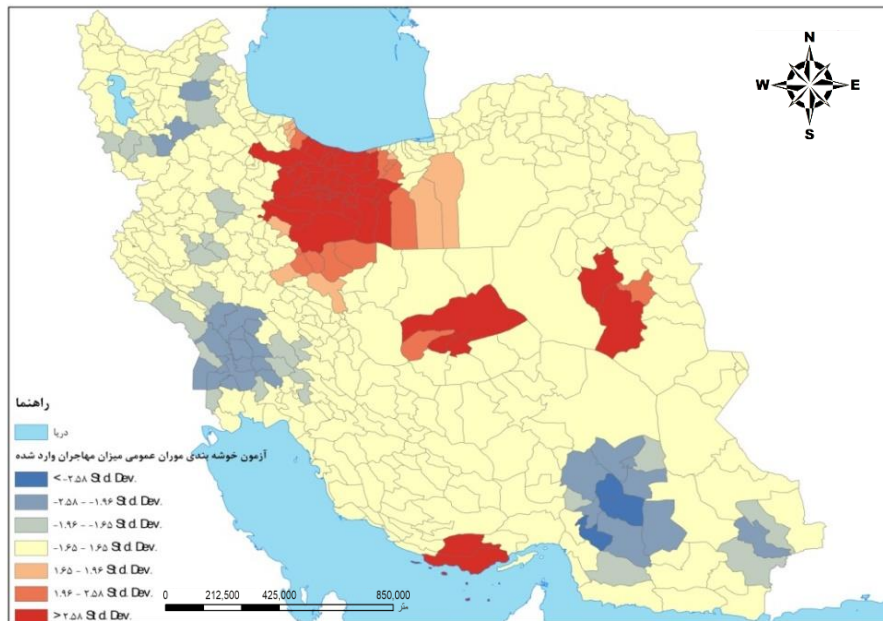 N
W E
S
راهنما
دریا
آزمون خوشه بندی موران عمومی میزان مهاجران وارد شده
< -۲.۵۸ Std. Dev.
-۲.۵۸ - -۱.۹۶ Std. Dev.
-۱.۹۶ - -۱.۶۵ Std. Dev.
-۱.۶۵ - ۱.۶۵ Std. Dev.
۱.۶۵ - ۱.۹۶ Std. Dev.
۱.۹۶ - ۲.۵۸ Std. Dev.
> ۲.۵۸ Std. Dev.
0 212,500 425,000 850,000
متر